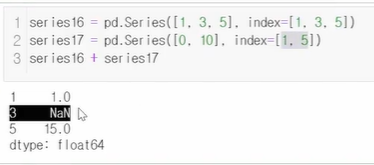 1 series16 = pd.Series([1, 3, 5], index=[1, 3, 5])
2 series17 = pd.Series([0, 10], index=[1, 5])
3 series16 + series17
1 1.0
3 NaN
5 15.0
dtype: float64